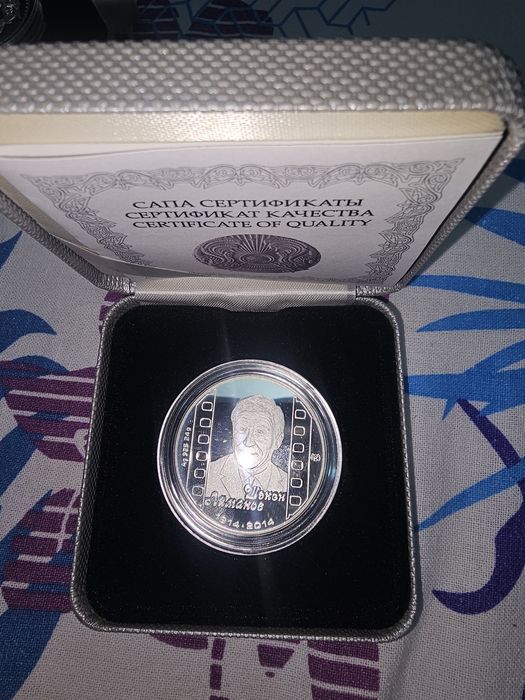 САПА СЕРТИФИКАТЫ
СЕРТИФИКАТ КАЧЕСТВА
CERTIFICATE OF QUALITY
Шәкен
Айманов
1914-2014